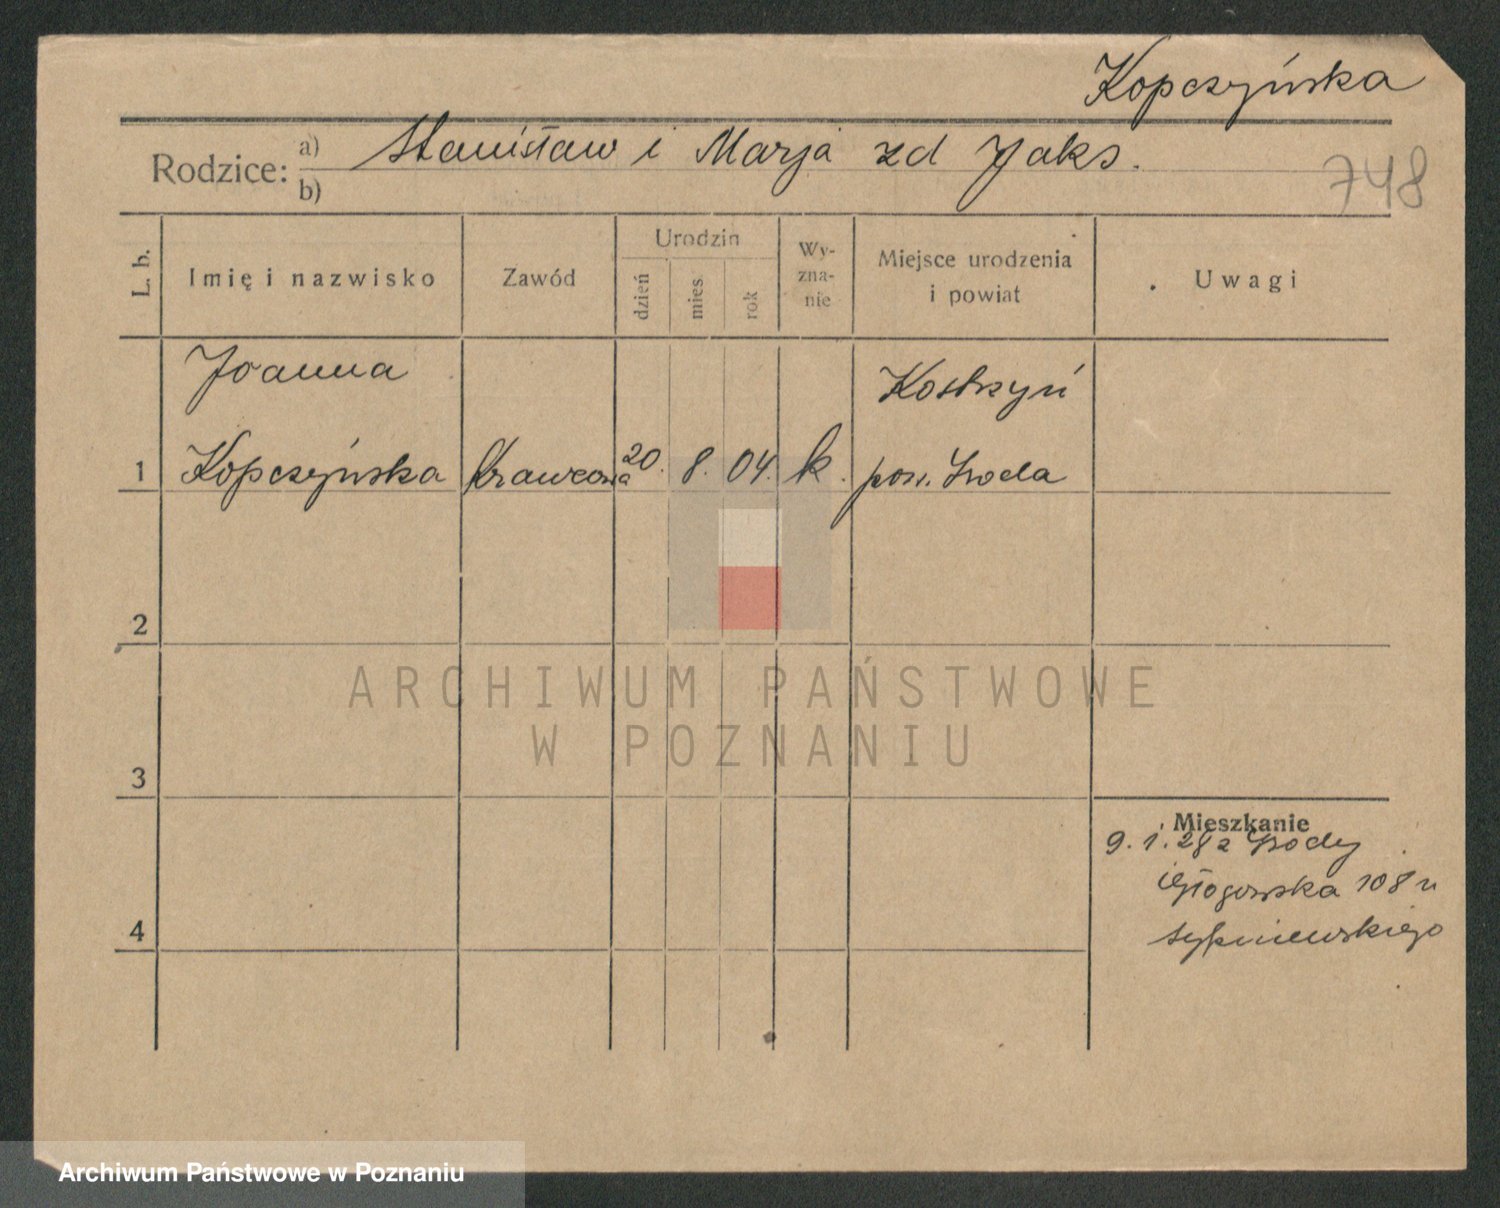 Kopczyńska
Rodzice: a) Stanisław i Marja zd Jaks.
b)
748
L. b.
Imię i nazwisko
Zawód
Urodzin
dzień
mies
rok
Wy-
zna-
nie
Miejsce urodzenia
i powiat
Uwagi
Joanna
Kostrzyń
1 Kopczyńska krawcowa 20. 8. 04. k. pow. Środa
2
ARCHIWUM PAŃSTWOWE
W POZNANIU
3
Mieszkanie
9. 1. 28 z Środy
Głogowska 108 u
4
Archiwum Państwowe w Poznaniu